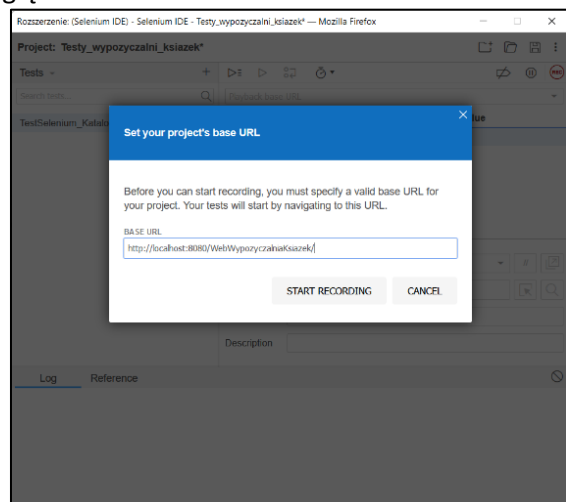 Rozszerzenie: (Selenium IDE) - Selenium IDE - Testy_wypozyczalni_ksiazek* — Mozilla Firefox
Project: Testy_wypozyczalni_ksiazek*
Tests
Search tests...
Playback base URL
TestSelenium_Katalo
lue
Set your project's base URL
Before you can start recording, you must specify a valid base URL for
your project. Your tests will start by navigating to this URL.
BASE URL
http://localhost:8080/WebWypozyczalniaKsiazek/
START RECORDING CANCEL
Description
Log Reference